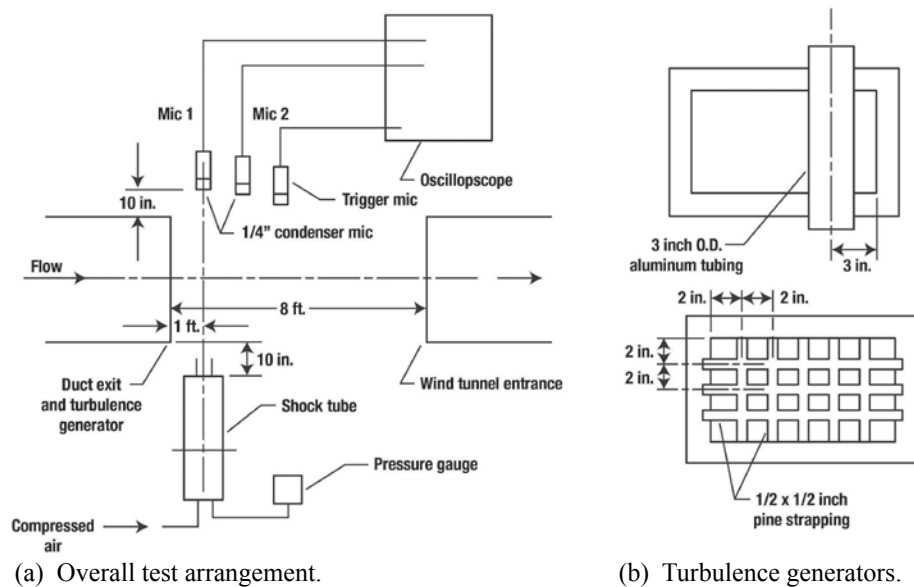 Mic 1
Mic 2
Oscillopscope
Trigger mic
10 in.
1/4” condenser mic
Flow
8 ft.
1 ft.
10 in.
Duct exit
and turbulence
generator
Wind tunnel entrance
Shock tube
Pressure gauge
Compressed
air
(a) Overall test arrangement.
3 inch O.D.
aluminum tubing
3 in.
2 in.
2 in.
2 in.
2 in.
1/2 x 1/2 inch
pine strapping
(b) Turbulence generators.